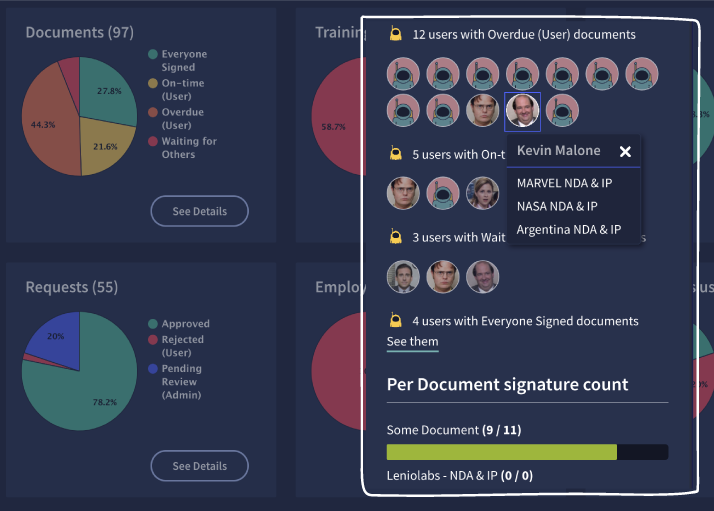 Documents (97)
Everyone
Signed
On-time
(User)
Overdue
(User)
Waiting for
Others
27.8%
21.6%
44.3%
See Details
Requests (55)
Approved
Rejected
(User)
Pending
Review
(Admin)
20%
78.2%
See Details
Training
58.7%
Employ
12 users with Overdue (User) documents
Kevin Malone
MARVEL NDA & IP
NASA NDA & IP
Argentina NDA & IP
5 users with On-t
3 users with Wait
s
4 users with Everyone Signed documents
See them
Per Document signature count
Some Document (9 / 11)
Leniolabs - NDA & IP (0 / 0)